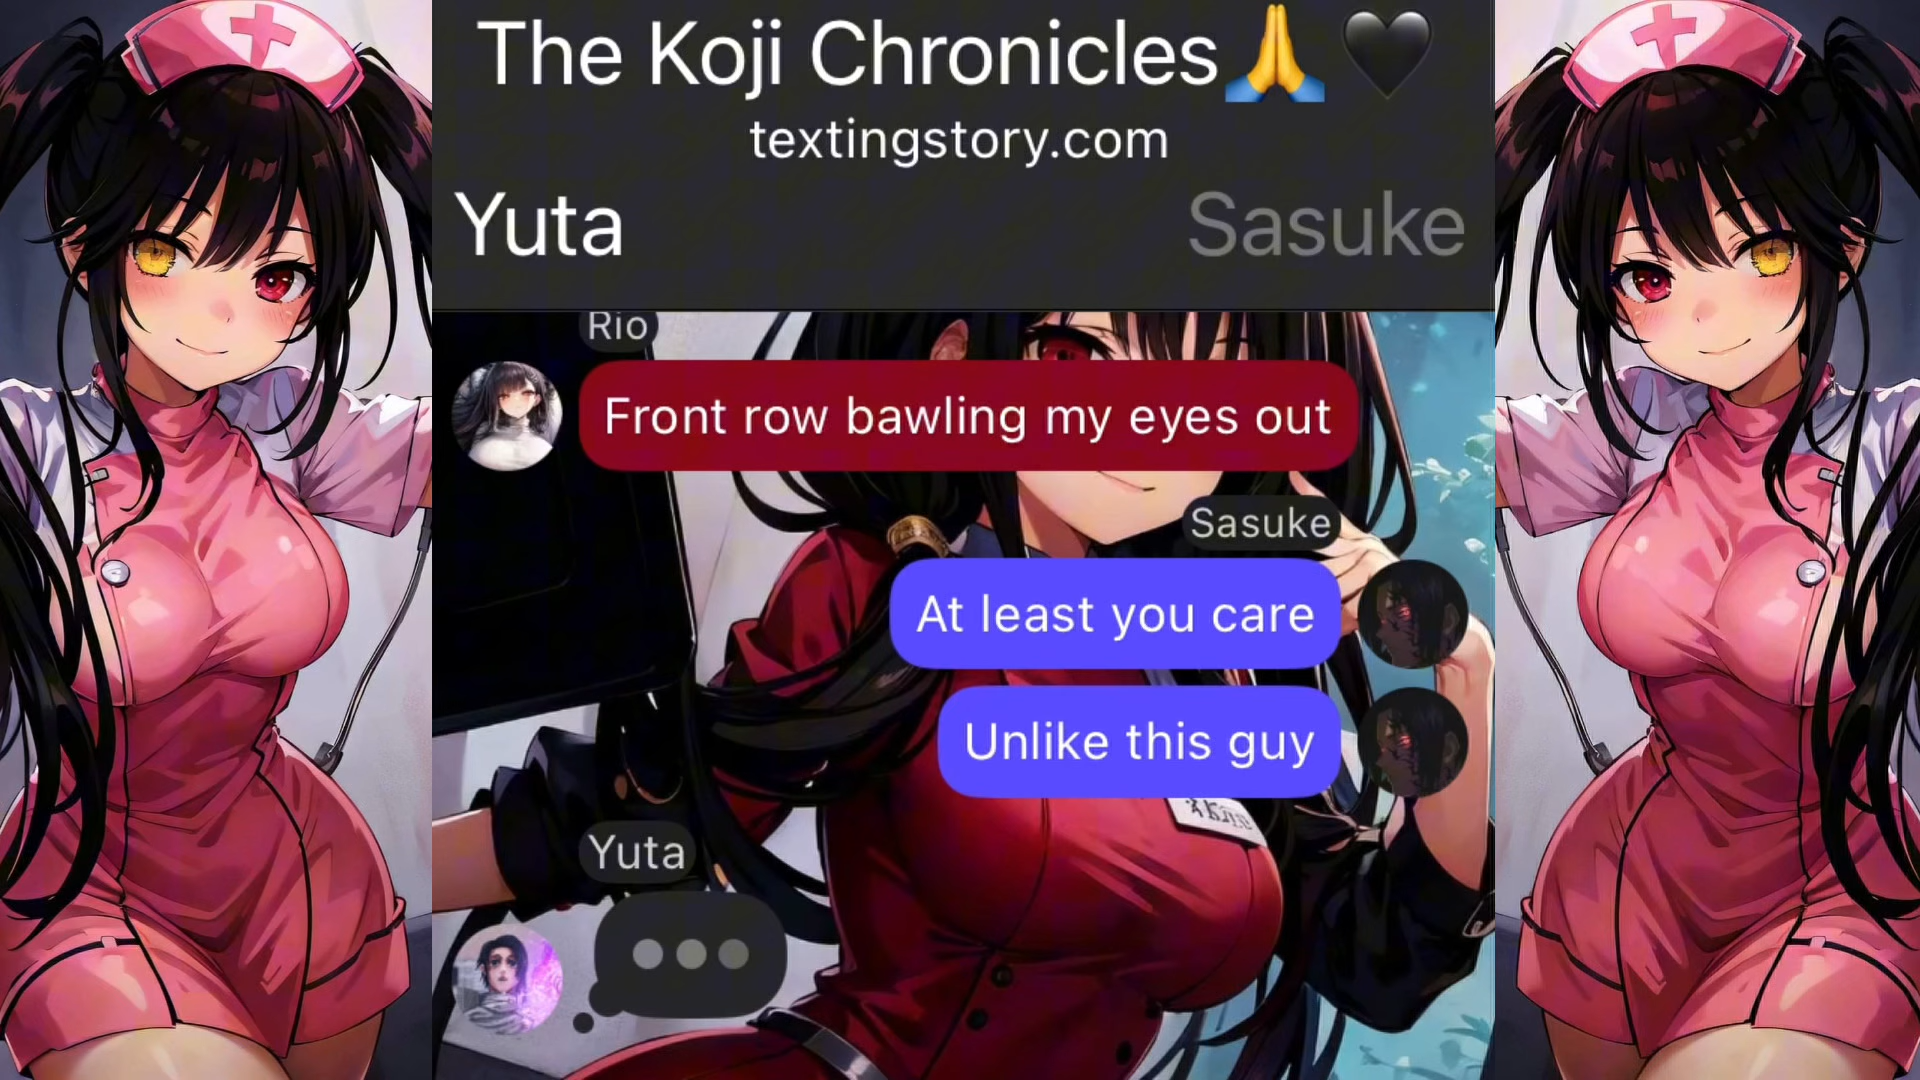 The Koji Chronicles🙏🖤
textingstory.com
Yuta
Sasuke
Rio
Front row bawling my eyes out
Sasuke
At least you care
Unlike this guy
Yuta